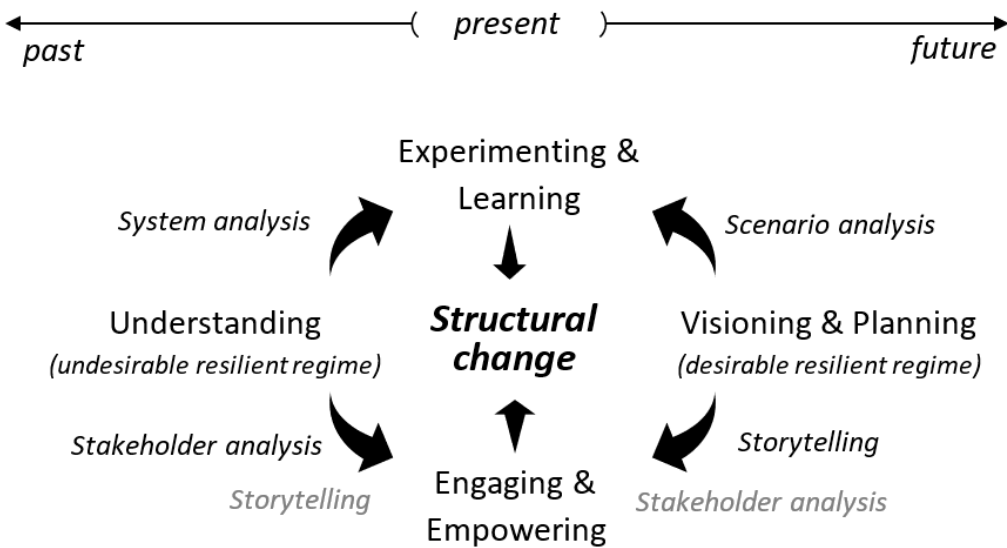 ( present )
past
future
Experimenting &
Learning
System analysis
Scenario analysis
Understanding
(undesirable resilient regime)
Structural
change
Visioning & Planning
(desirable resilient regime)
Stakeholder analysis
Storytelling
Storytelling
Stakeholder analysis
Engaging &
Empowering